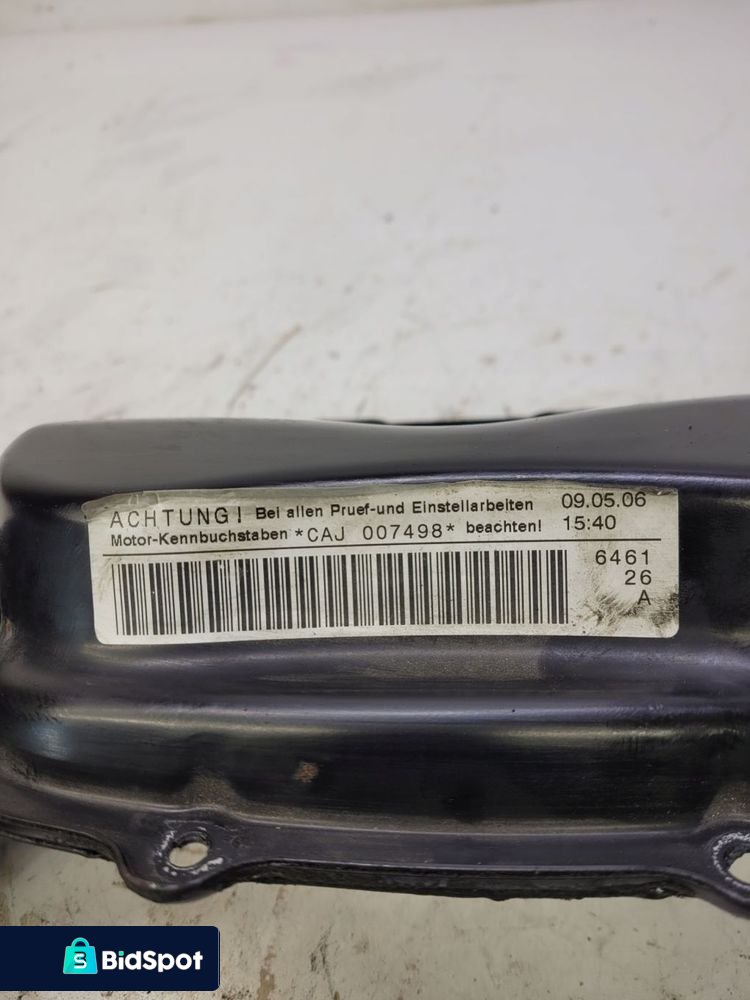 ACHTUNG! Bei allen Pruef-und Einstellarbeiten 09.05.06
Motor-Kennbuchstaben *CAJ 007498* beachten! 15:40
6461
26
A
BidSpot